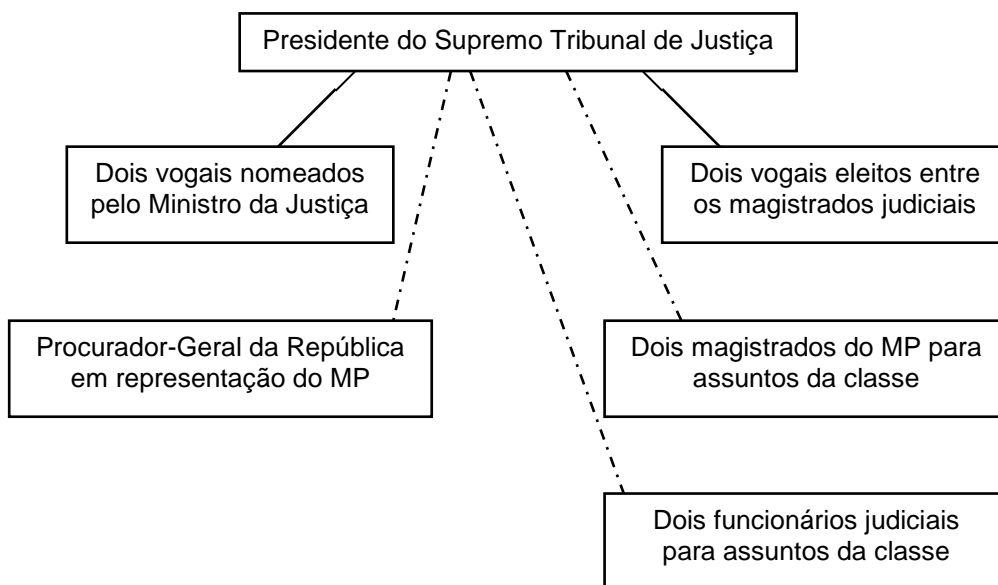 Presidente do Supremo Tribunal de Justiça
Dois vogais nomeados
pelo Ministro da Justiça
Dois vogais eleitos entre
os magistrados judiciais
Procurador-Geral da República
em representação do MP
Dois magistrados do MP para
assuntos da classe
Dois funcionários judiciais
para assuntos da classe